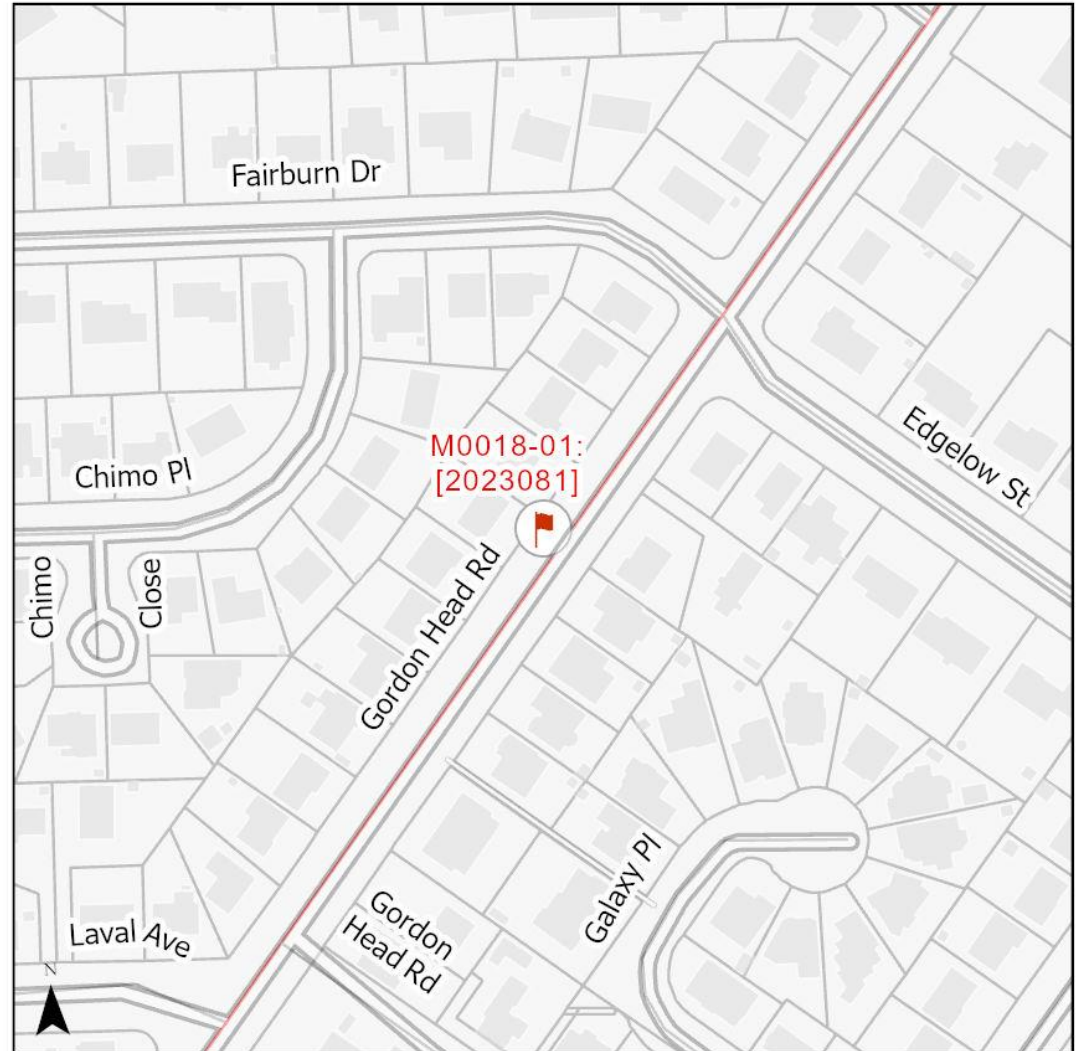 Fairburn Dr
M0018-01:
[2023081]
Edgelow St
Chimo Pl
Chimo
Close
Gordon Head Rd
Galaxy Pl
Gordon
Head Rd
Laval Ave
N